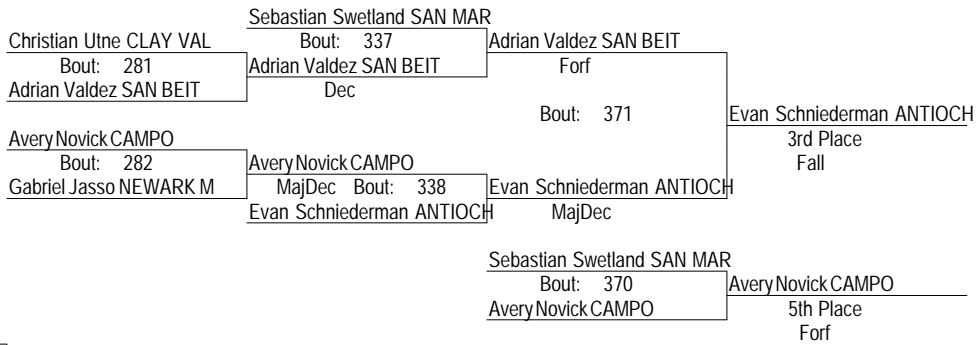 Sebastian Swetland SAN MAR
Christian Utne CLAY VAL
Bout: 337
Adrian Valdez SAN BEIT
Bout: 281
Adrian Valdez SAN BEIT
Forf
Adrian Valdez SAN BEIT
Dec
Bout: 371
Evan Schniederman ANTIOCH
Avery Novick CAMPO
3rd Place
Bout: 282
Avery Novick CAMPO
Fall
Gabriel Jasso NEWARK M
MajDec Bout: 338
Evan Schniederman ANTIOCH
Evan Schniederman ANTIOCH
MajDec
Sebastian Swetland SAN MAR
Bout: 370
Avery Novick CAMPO
Avery Novick CAMPO
5th Place
Forf